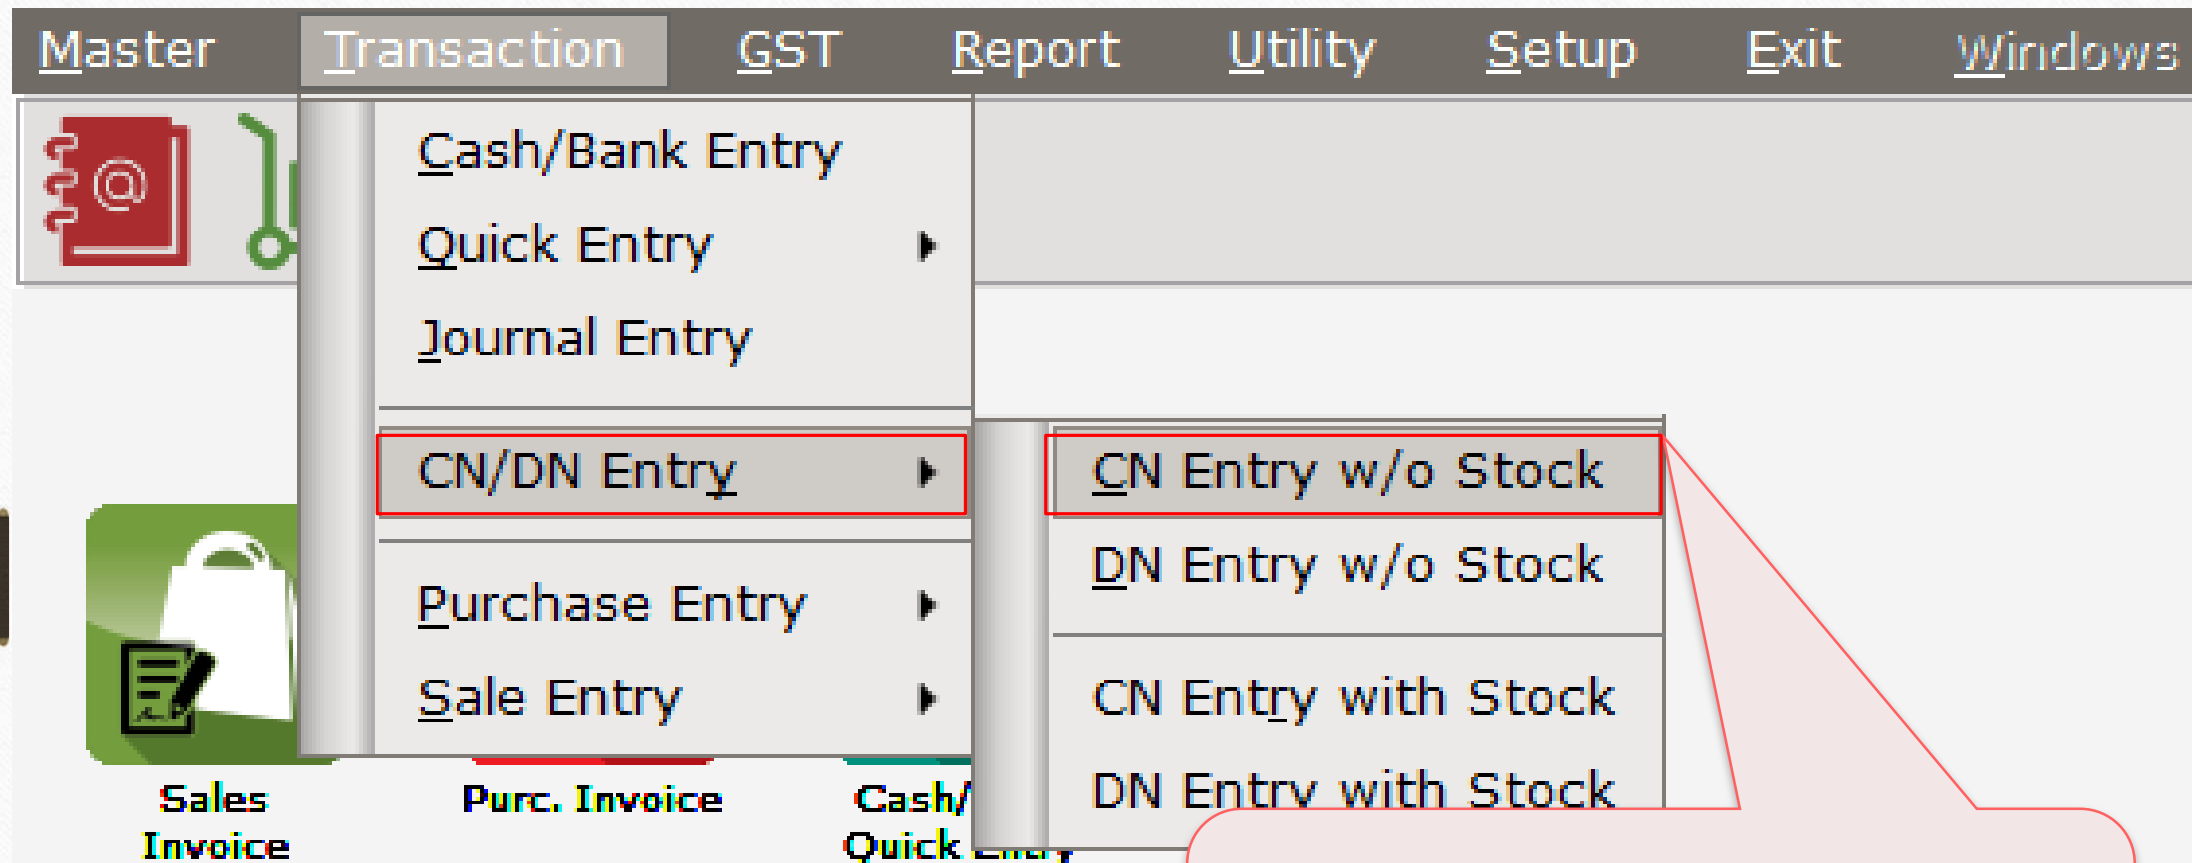 Master Transaction GST Report Utility Setup Exit Windows
@
Cash/Bank Entry
Quick Entry
Journal Entry
CN/DN Entry
Purchase Entry
Sale Entry
CN Entry w/o Stock
DN Entry w/o Stock
CN Entry with Stock
DN Entry with Stock
Sales
Invoice
Purc. Invoice
Cash/
Quick Entry